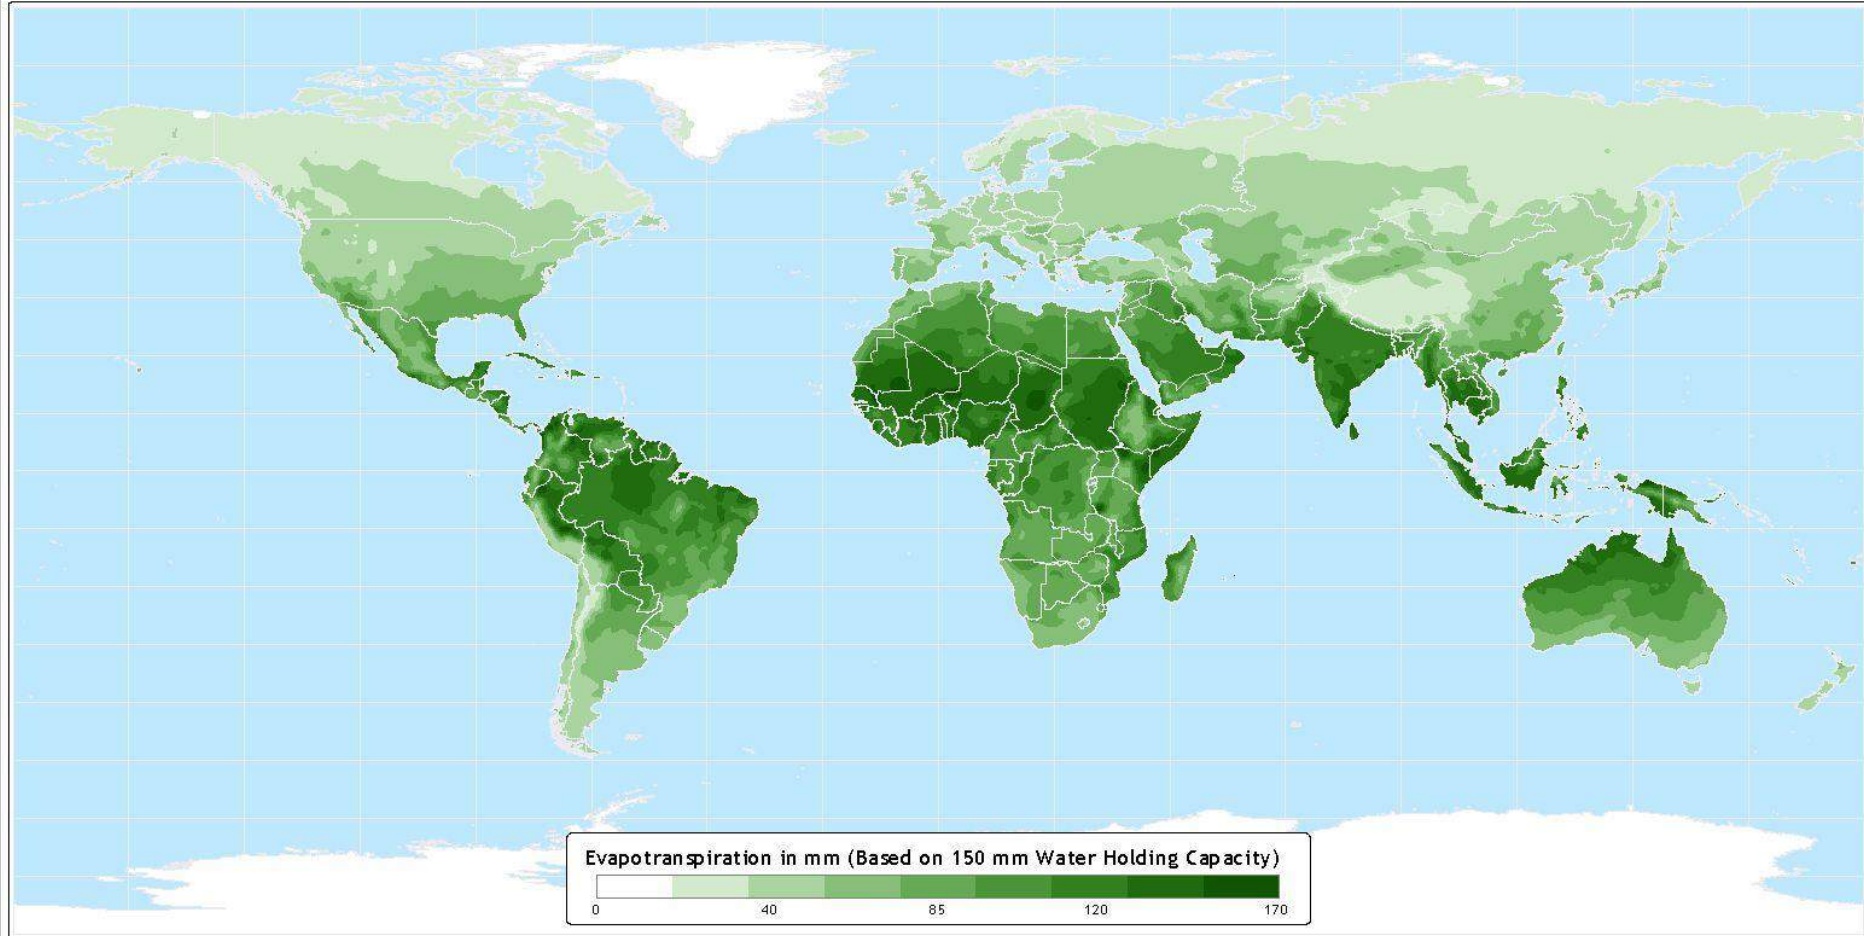 Evapotranspiration in mm (Based on 150 mm Water Holding Capacity)
0 40 85 120 170